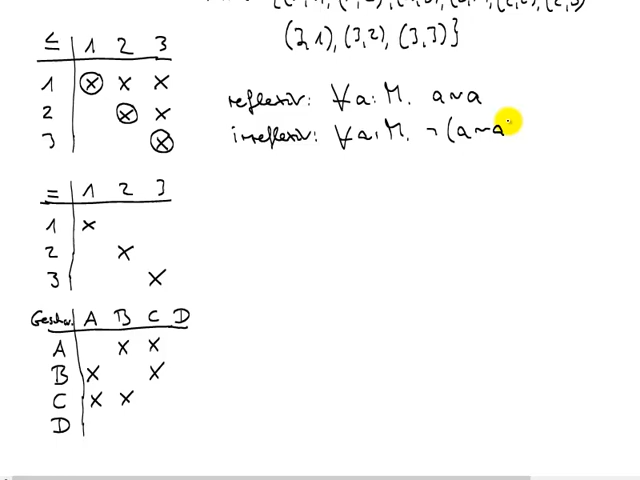 (3,1), (3,2), (3,3)}
≤ 1 2 3
1 x x x
2 x x
3 x
reflexiv: ∀a:M. a~a
irreflexiv: ∀a:M. ¬(a~a
= 1 2 3
1 x
2 x
3 x
Geschw. A B C D
A x x
B x x
C x x
D